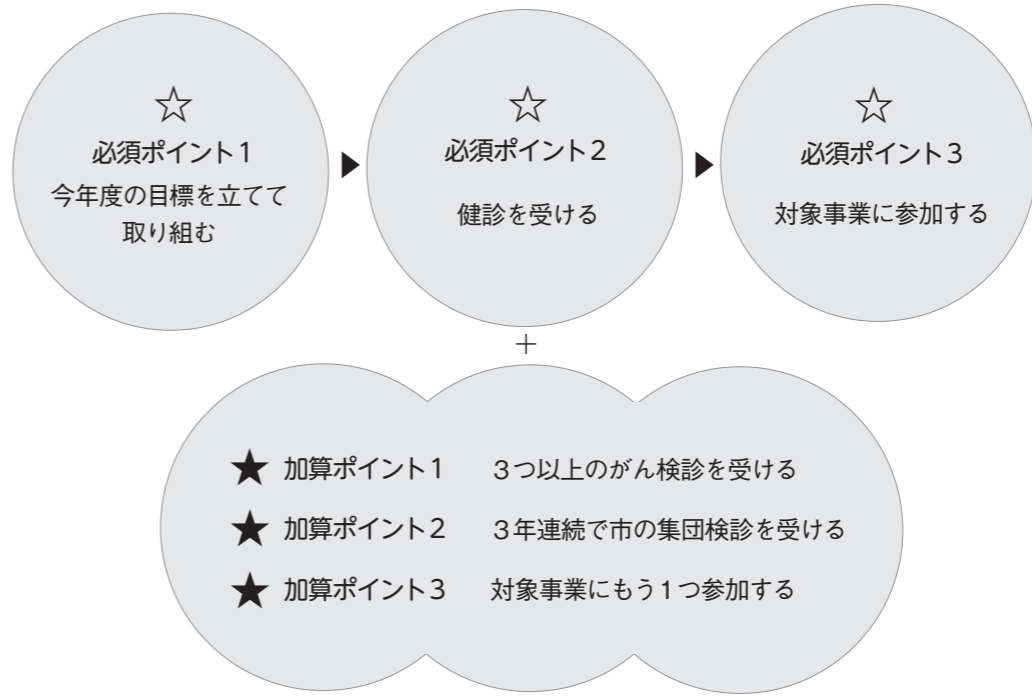 ☆
必須ポイント1
今年度の目標を立てて
取り組む
▶
☆
必須ポイント2
健診を受ける
▶
☆
必須ポイント3
対象事業に参加する
＋
★ 加算ポイント1 3つ以上のがん検診を受ける
★ 加算ポイント2 3年連続で市の集団検診を受ける
★ 加算ポイント3 対象事業にもう1つ参加する